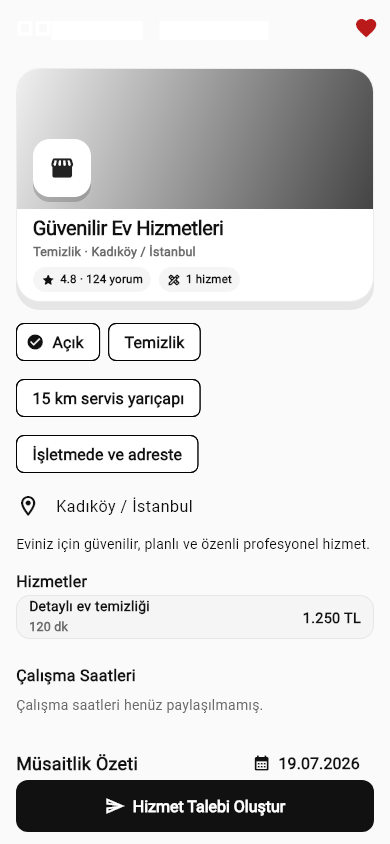 Güvenilir Ev Hizmetleri
Temizlik · Kadıköy / İstanbul
4.8 · 124 yorum
1 hizmet
Açık
Temizlik
15 km servis yarıçapı
İşletmede ve adreste
Kadıköy / İstanbul
Eviniz için güvenilir, planlı ve özenli profesyonel hizmet.
Hizmetler
Detaylı ev temizliği
120 dk
1.250 TL
Çalışma Saatleri
Çalışma saatleri henüz paylaşılmamış.
Müsaitlik Özeti
19.07.2026
Hizmet Talebi Oluştur